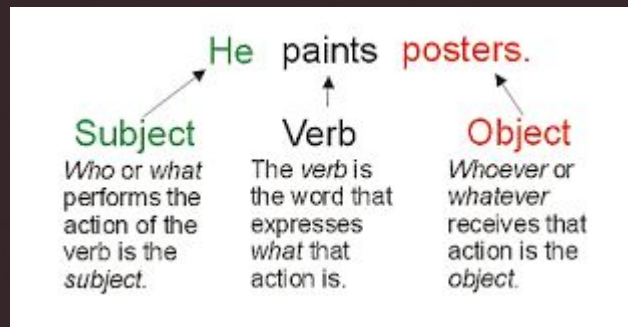 He paints posters.
Subject
Who or what
performs the
action of the
verb is the
subject.
Verb
The verb is
the word that
expresses
what that
action is.
Object
Whoever or
whatever
receives that
action is the
object.